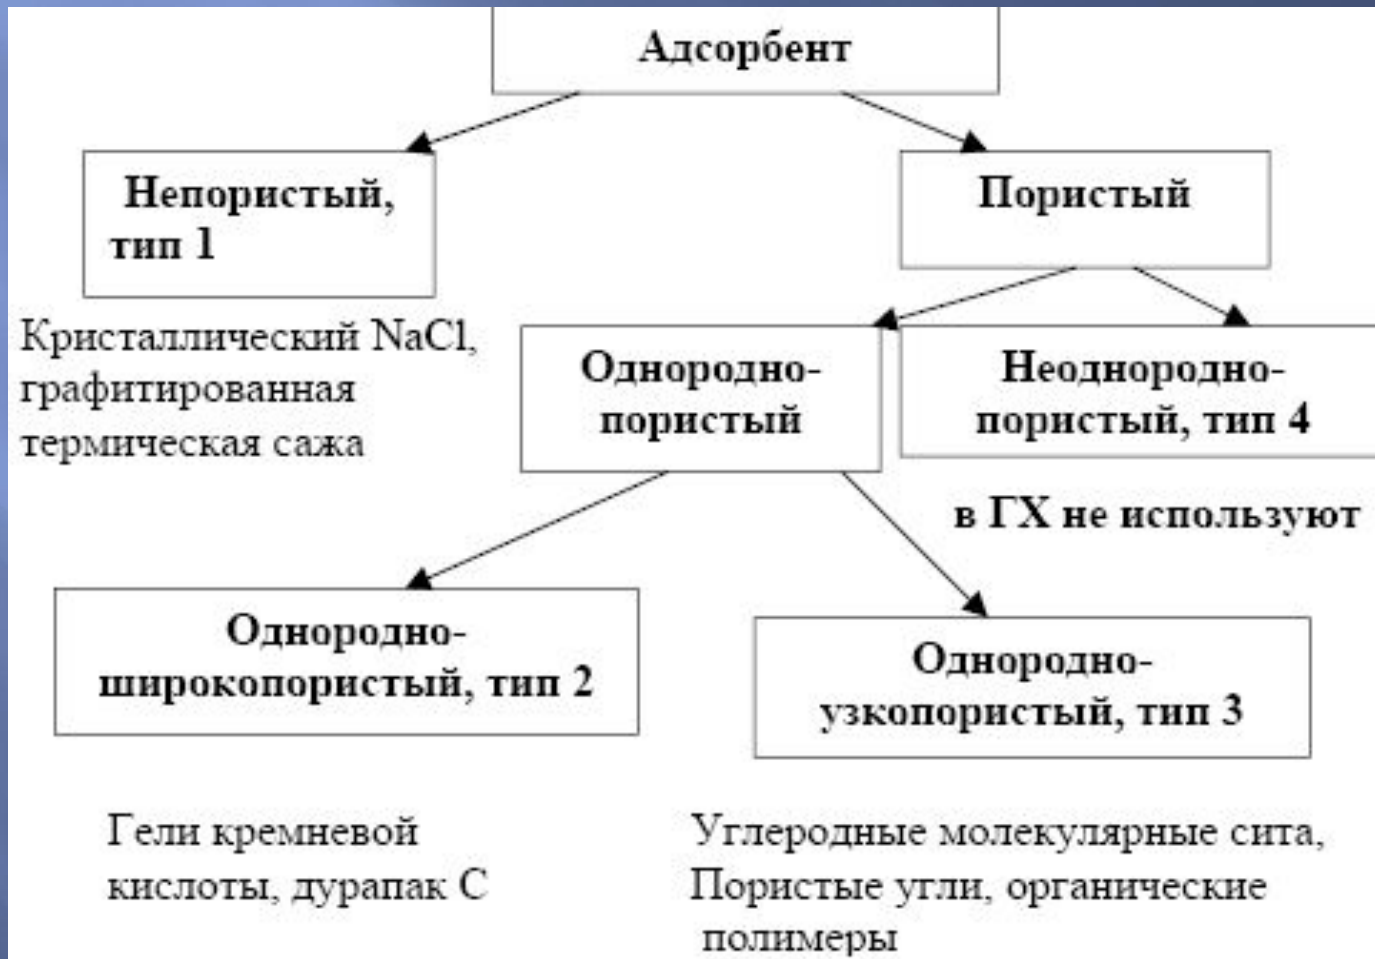 Адсорбент
Непористый,
тип 1
Пористый
Кристаллический NaCl,
графитированная
термическая сажа
Однородно-
пористый
Неоднородно-
пористый, тип 4
в ГХ не используют
Однородно-
широкопористый, тип 2
Однородно-
узкопористый, тип 3
Гели кремневой
кислоты, дурапак С
Углеродные молекулярные сита,
Пористые угли, органические
полимеры